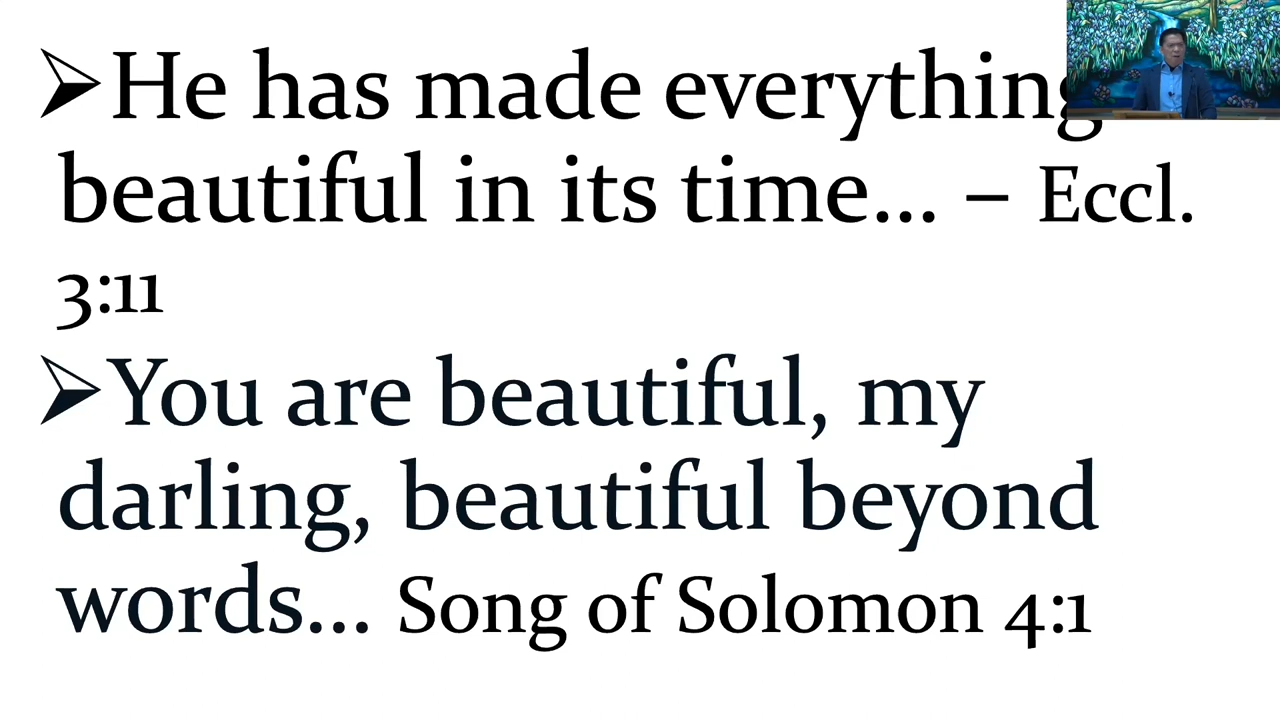 He has made everything
beautiful in its time... – Eccl.
3:11
You are beautiful, my
darling, beautiful beyond
words... Song of Solomon 4:1